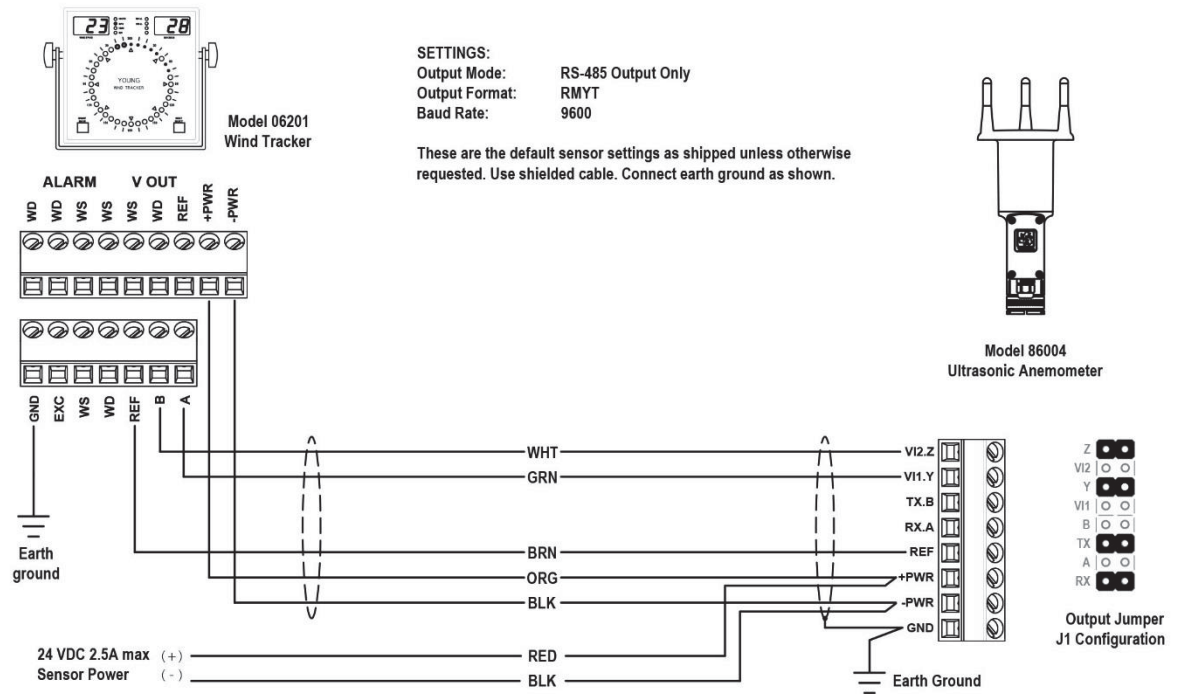 23 28
YOUNG
WIND TRACKER
Model 06201
Wind Tracker
SETTINGS:
Output Mode: RS-485 Output Only
Output Format: RMYT
Baud Rate: 9600
These are the default sensor settings as shipped unless otherwise
requested. Use shielded cable. Connect earth ground as shown.
ALARM V OUT
WD WD WS WS WS WD REF +PWR -PWR
GND EXC WS WD REF B A
Earth
ground
Model 86004
Ultrasonic Anemometer
WHT
GRN
BRN
ORG
BLK
VI2.Z
VI1.Y
TX.B
RX.A
REF
+PWR
-PWR
GND
Z
VI2
Y
VI1
B
TX
A
RX
Output Jumper
J1 Configuration
24 VDC 2.5A max (+)
Sensor Power (-)
RED
BLK
Earth Ground